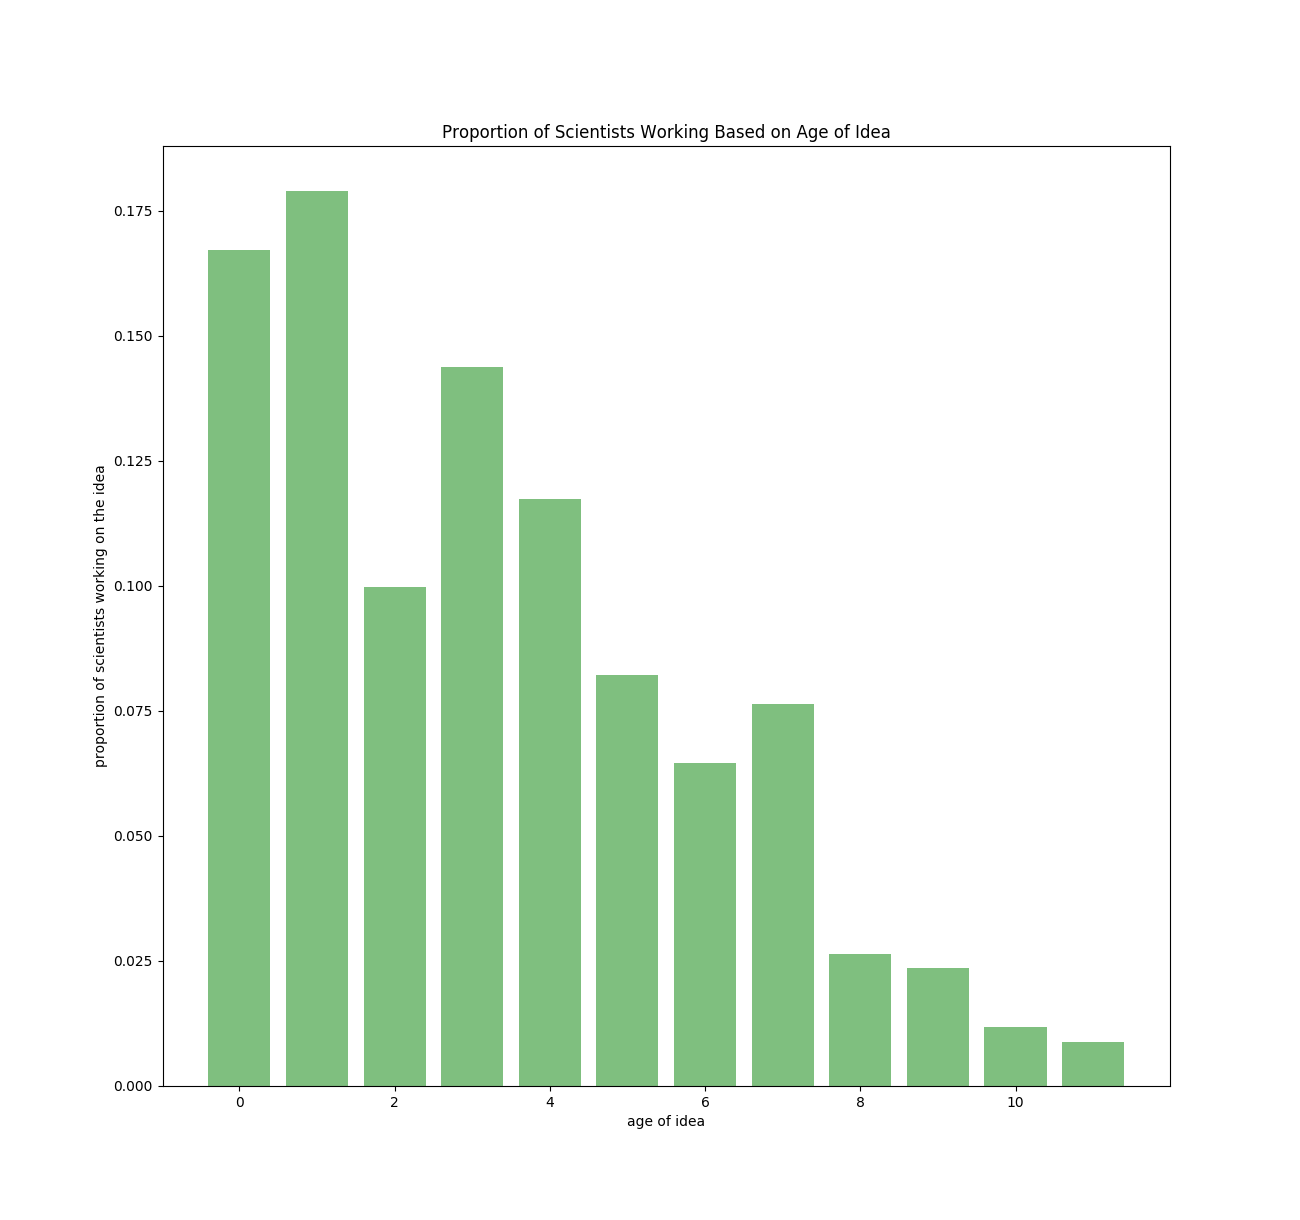 Proportion of Scientists Working Based on Age of Idea
0.175
0.150
0.125
0.100
0.075
0.050
0.025
0.000
proportion of scientists working on the idea
0 2 4 6 8 10
age of idea